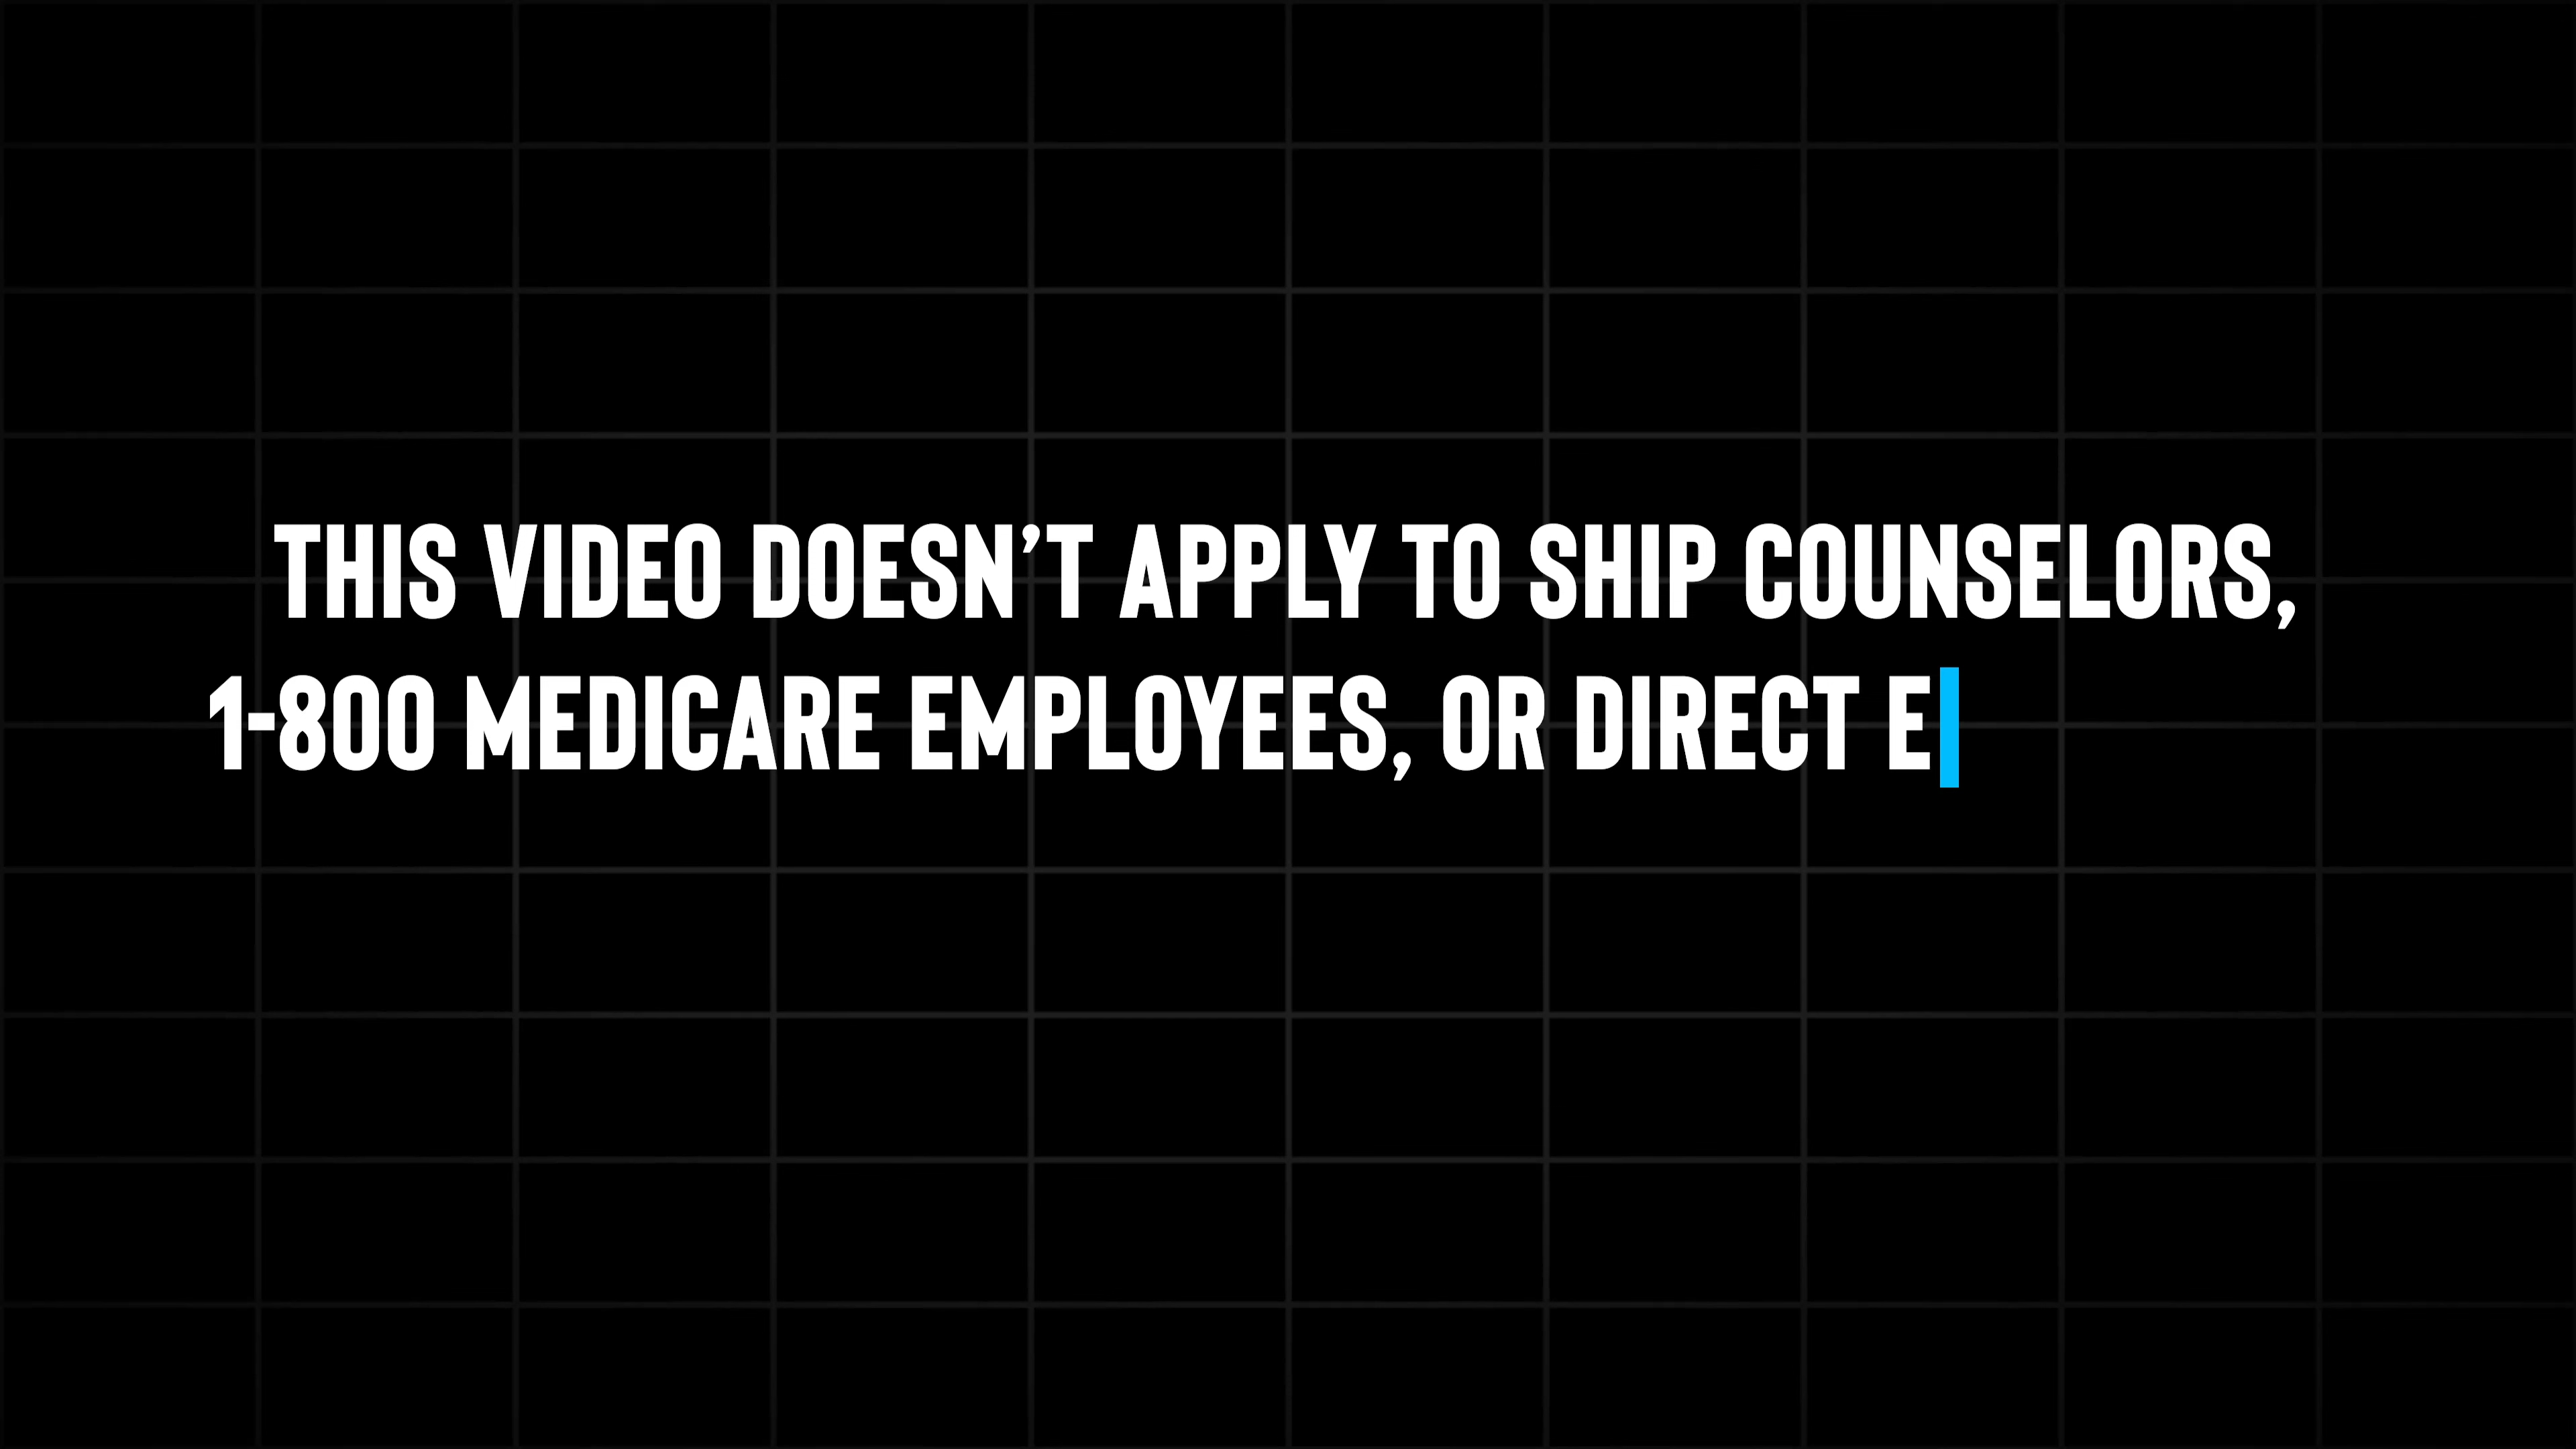 THIS VIDEO DOESN’T APPLY TO SHIP COUNSELORS,
1-800 MEDICARE EMPLOYEES, OR DIRECT E